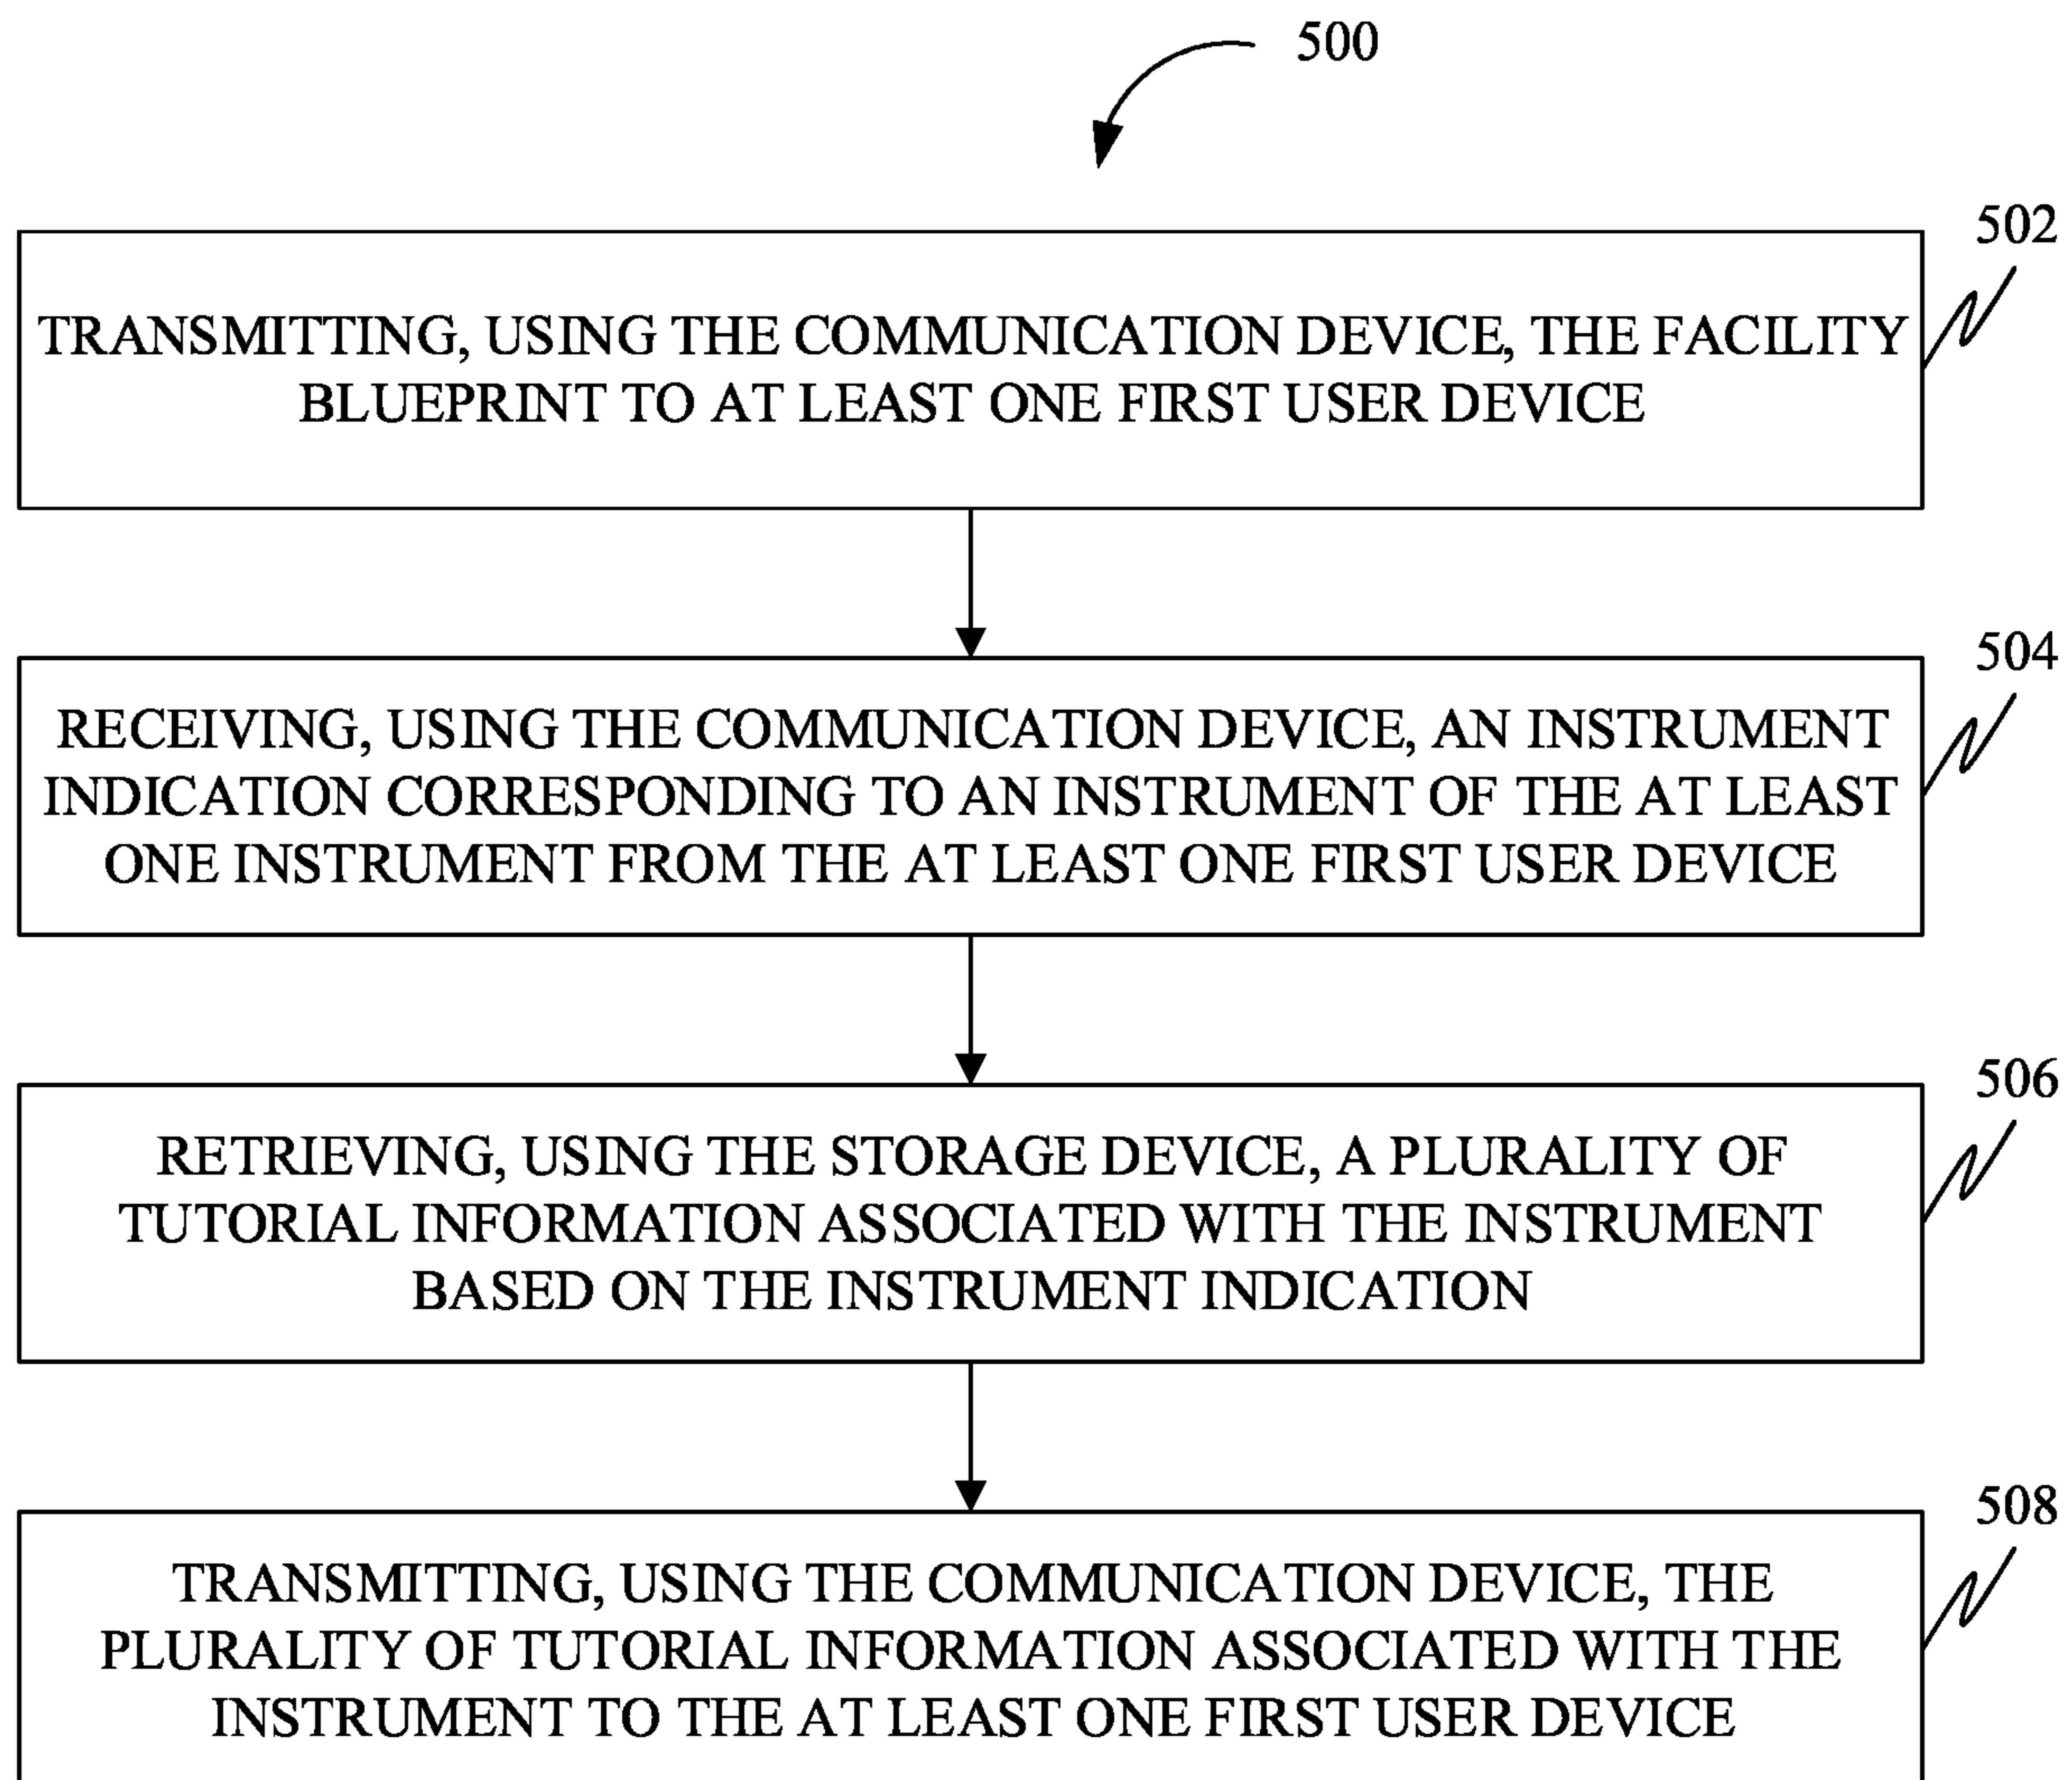 500
502
TRANSMITTING, USING THE COMMUNICATION DEVICE, THE FACILITY
BLUEPRINT TO AT LEAST ONE FIRST USER DEVICE
504
RECEIVING, USING THE COMMUNICATION DEVICE, AN INSTRUMENT
INDICATION CORRESPONDING TO AN INSTRUMENT OF THE AT LEAST
ONE INSTRUMENT FROM THE AT LEAST ONE FIRST USER DEVICE
506
RETRIEVING, USING THE STORAGE DEVICE, A PLURALITY OF
TUTORIAL INFORMATION ASSOCIATED WITH THE INSTRUMENT
BASED ON THE INSTRUMENT INDICATION
508
TRANSMITTING, USING THE COMMUNICATION DEVICE, THE
PLURALITY OF TUTORIAL INFORMATION ASSOCIATED WITH THE
INSTRUMENT TO THE AT LEAST ONE FIRST USER DEVICE